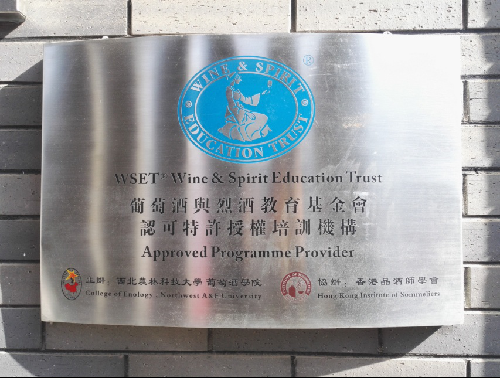 WINE & SPIRIT
EDUCATION TRUST
®
WSET® Wine & Spirit Education Trust
葡萄酒與烈酒教育基金會
認可特許授權培訓機構
Approved Programme Provider
主辦：西北農林科技大學葡萄酒學院
College of Enology, Northwest A&F University
協辦：香港品酒師學會
Hong Kong Institute of Sommeliers